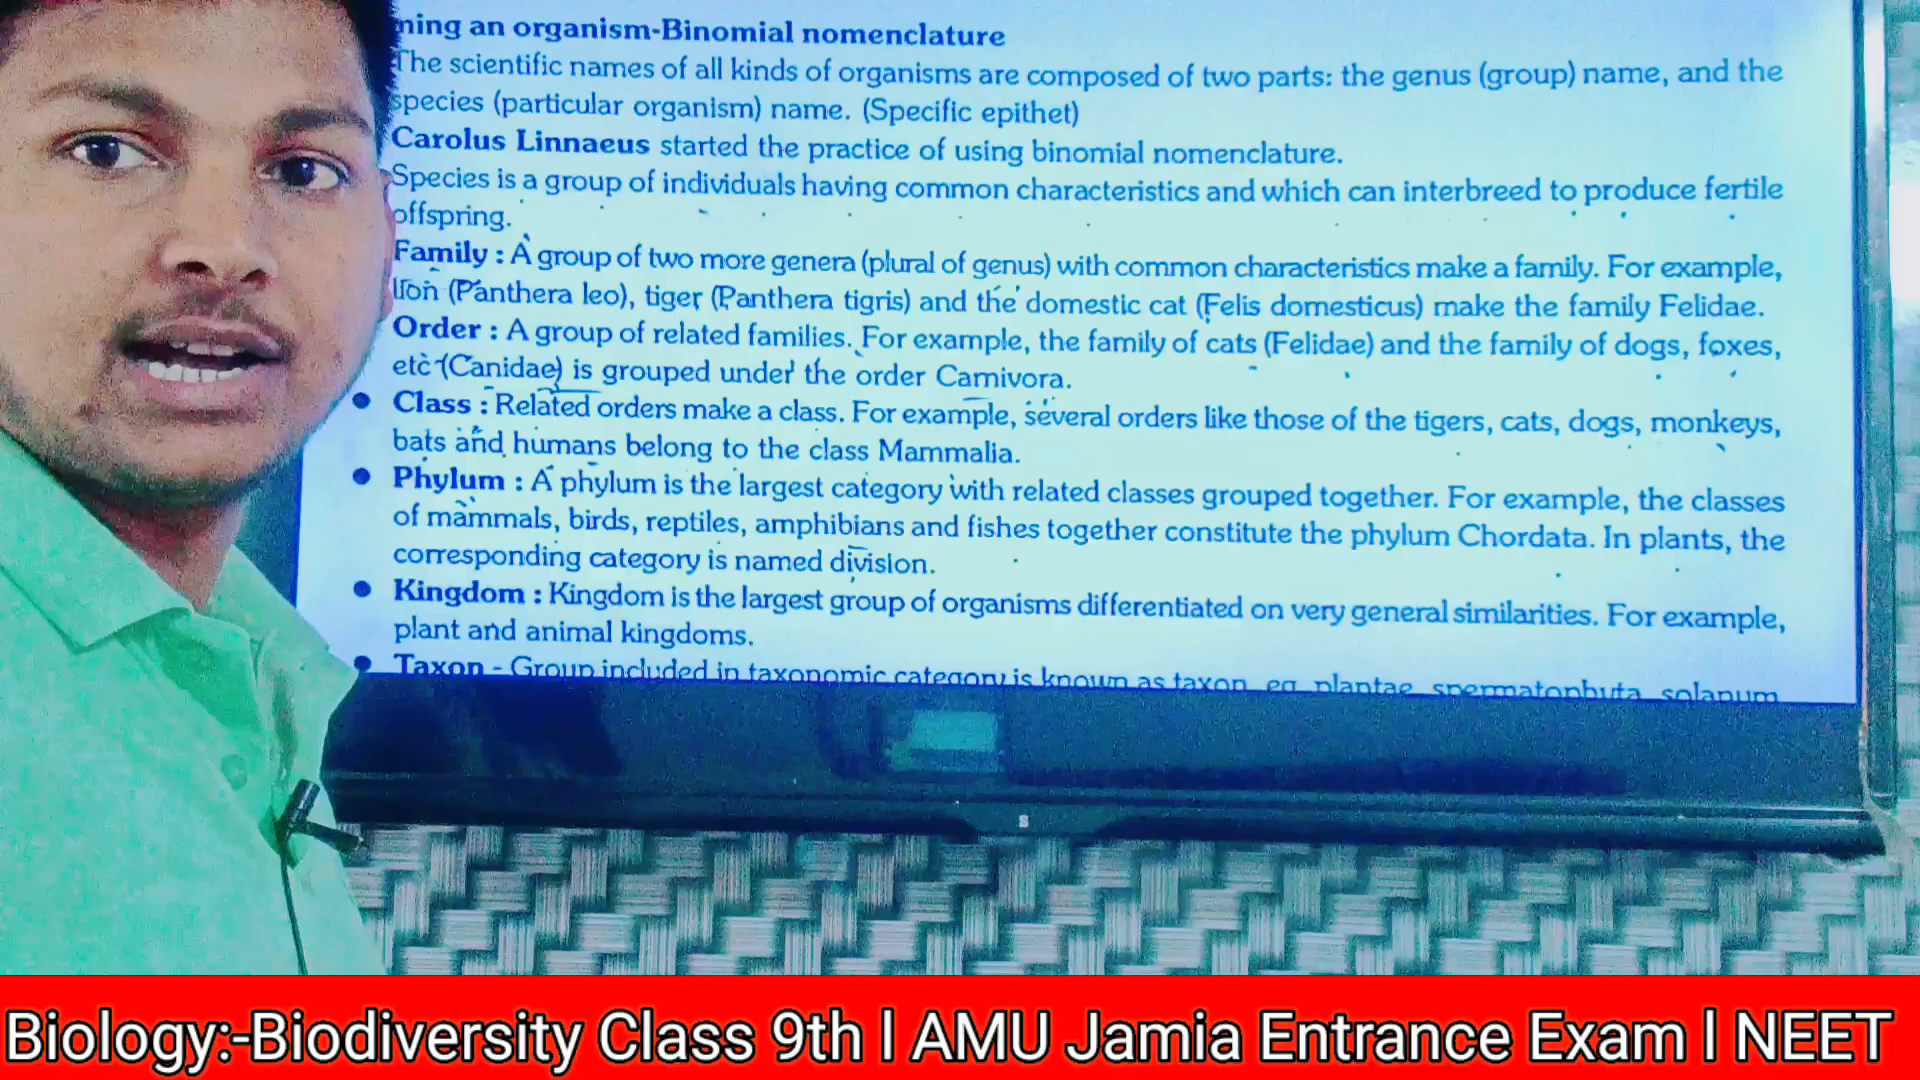 ning an organism-Binomial nomenclature
The scientific names of all kinds of organisms are composed of two parts: the genus (group) name, and the
species (particular organism) name. (Specific epithet)
Carolus Linnaeus started the practice of using binomial nomenclature.
Species is a group of individuals having common characteristics and which can interbreed to produce fertile
offspring.
Family : A group of two more genera (plural of genus) with common characteristics make a family. For example,
lion (Panthera leo), tiger (Panthera tigris) and the domestic cat (Felis domesticus) make the family Felidae.
Order : A group of related families. For example, the family of cats (Felidae) and the family of dogs, foxes,
etc (Canidae) is grouped under the order Carnivora.
• Class : Related orders make a class. For example, several orders like those of the tigers, cats, dogs, monkeys,
bats and humans belong to the class Mammalia.
• Phylum : A phylum is the largest category with related classes grouped together. For example, the classes
of mammals, birds, reptiles, amphibians and fishes together constitute the phylum Chordata. In plants, the
corresponding category is named division.
• Kingdom : Kingdom is the largest group of organisms differentiated on very general similarities. For example,
plant and animal kingdoms.
• Taxon - Group included in taxonomic category is known as taxon eg. plantae, spermatophyta, solanum
Biology:-Biodiversity Class 9th l AMU Jamia Entrance Exam l NEET